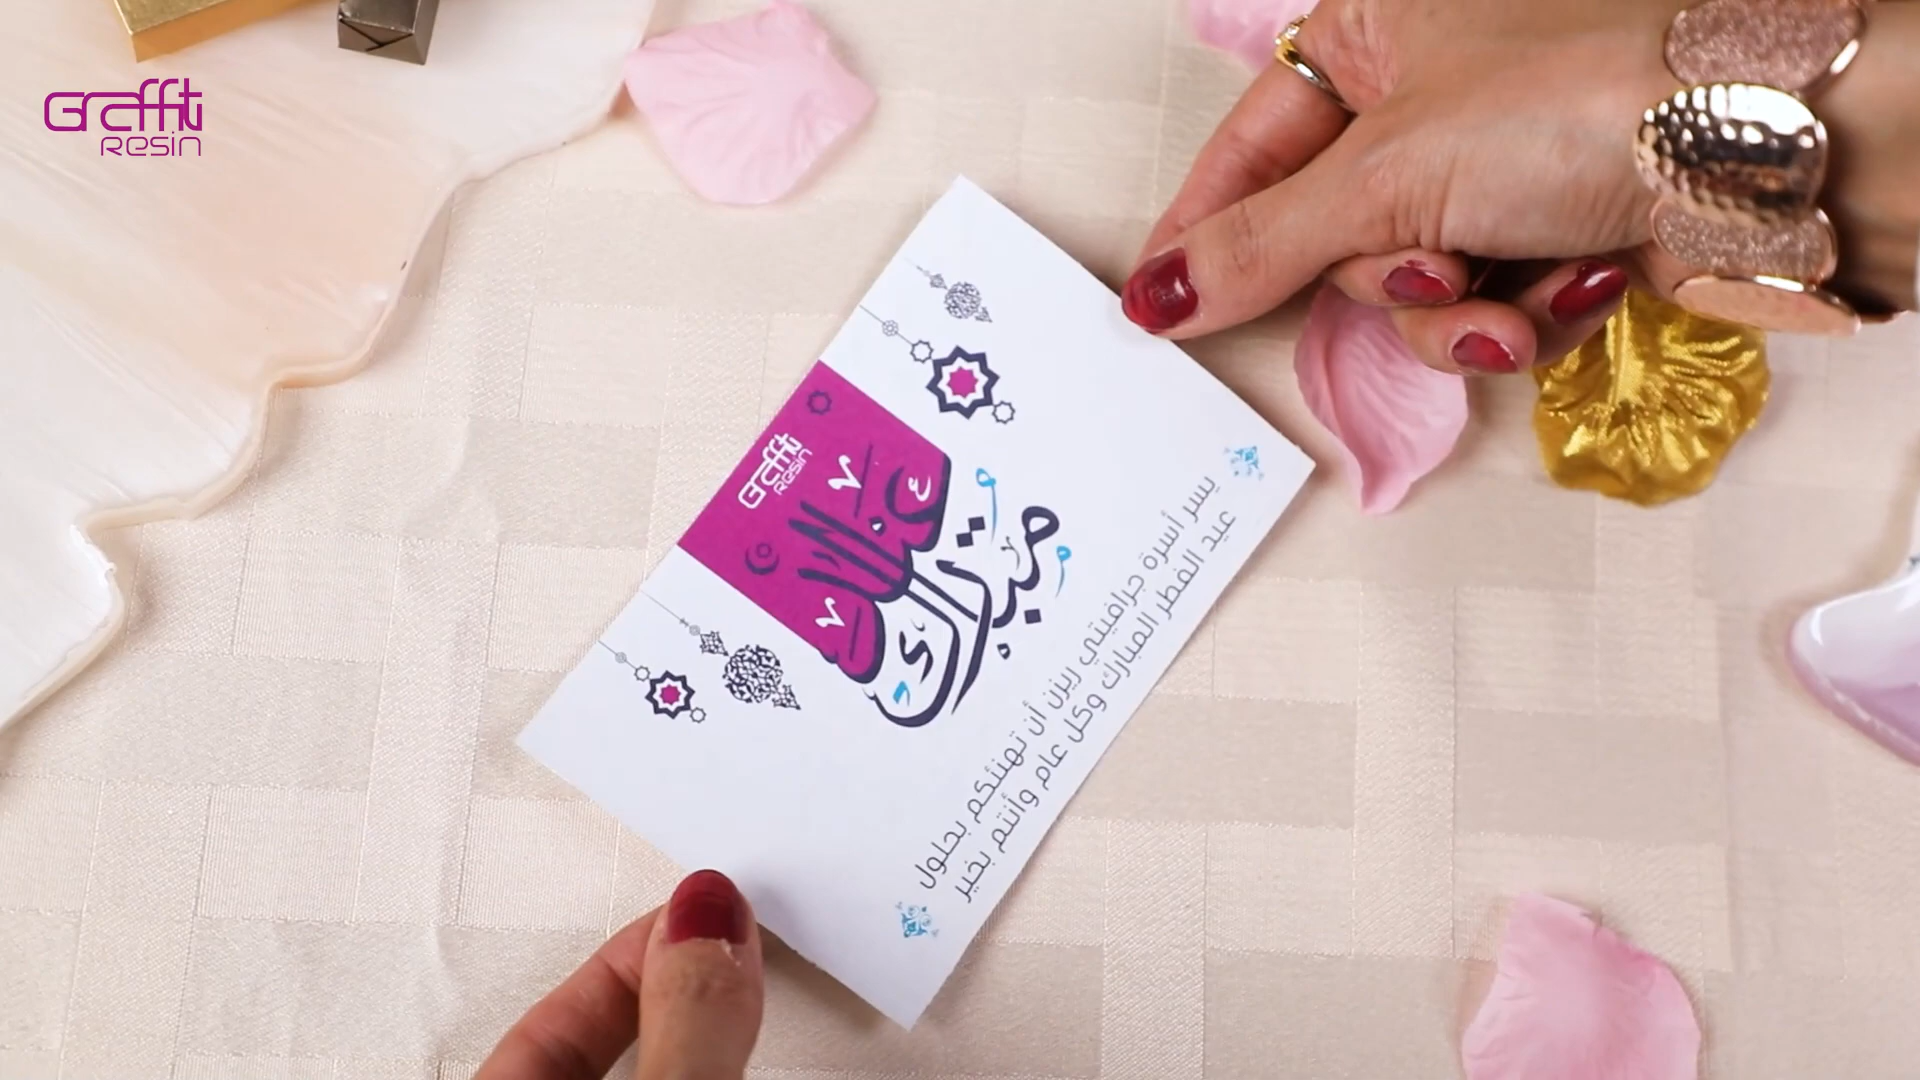 Graffiti
Resin
Graffiti
Resin
عيدكم
مبارك
يسر أسرة جرافيتي ريزن أن تهنئكم بحلول
عيد الفطر المبارك وكل عام وأنتم بخير